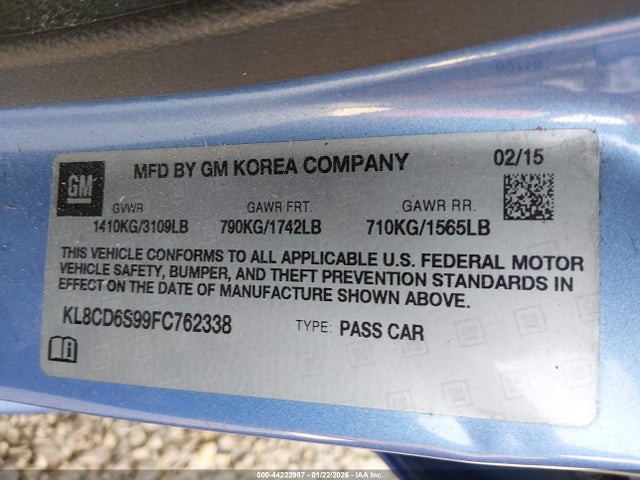 GM
MFD BY GM KOREA COMPANY 02/15
GVWR GAWR FRT. GAWR RR.
1410KG/3109LB 790KG/1742LB 710KG/1565LB
THIS VEHICLE CONFORMS TO ALL APPLICABLE U.S. FEDERAL MOTOR
VEHICLE SAFETY, BUMPER, AND THEFT PREVENTION STANDARDS IN
EFFECT ON THE DATE OF MANUFACTURE SHOWN ABOVE.
KL8CD6S99FC762338 TYPE: PASS CAR
000-44222987 - 01/22/2026 - IAA Inc.